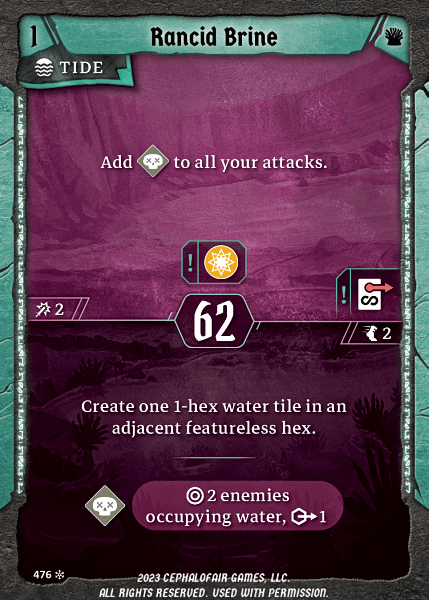 1
Rancid Brine
TIDE
Add to all your attacks.
!
!
2
62
2
Create one 1-hex water tile in an
adjacent featureless hex.
2 enemies
occupying water, 1
476
2023 CEPHALOFAIR GAMES, LLC.
ALL RIGHTS RESERVED. USED WITH PERMISSION.